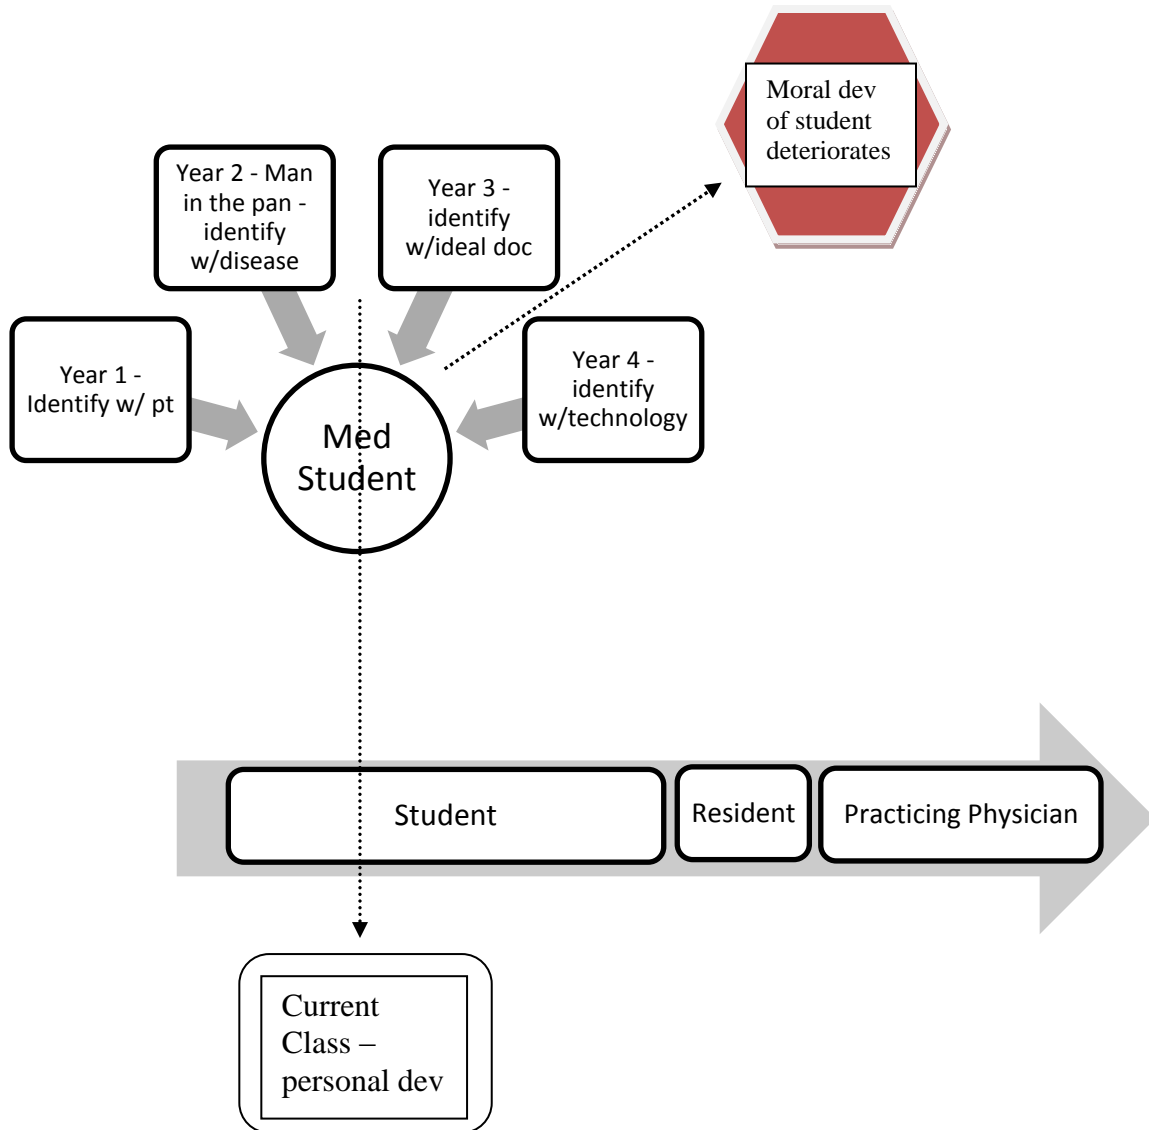 Moral dev
of student
deteriorates
Year 2 - Man
in the pan -
identify
w/disease
Year 3 -
identify
w/ideal doc
Year 1 -
Identify w/ pt
Year 4 -
identify
w/technology
Med
Student
Student
Resident
Practicing Physician
Current
Class –
personal dev